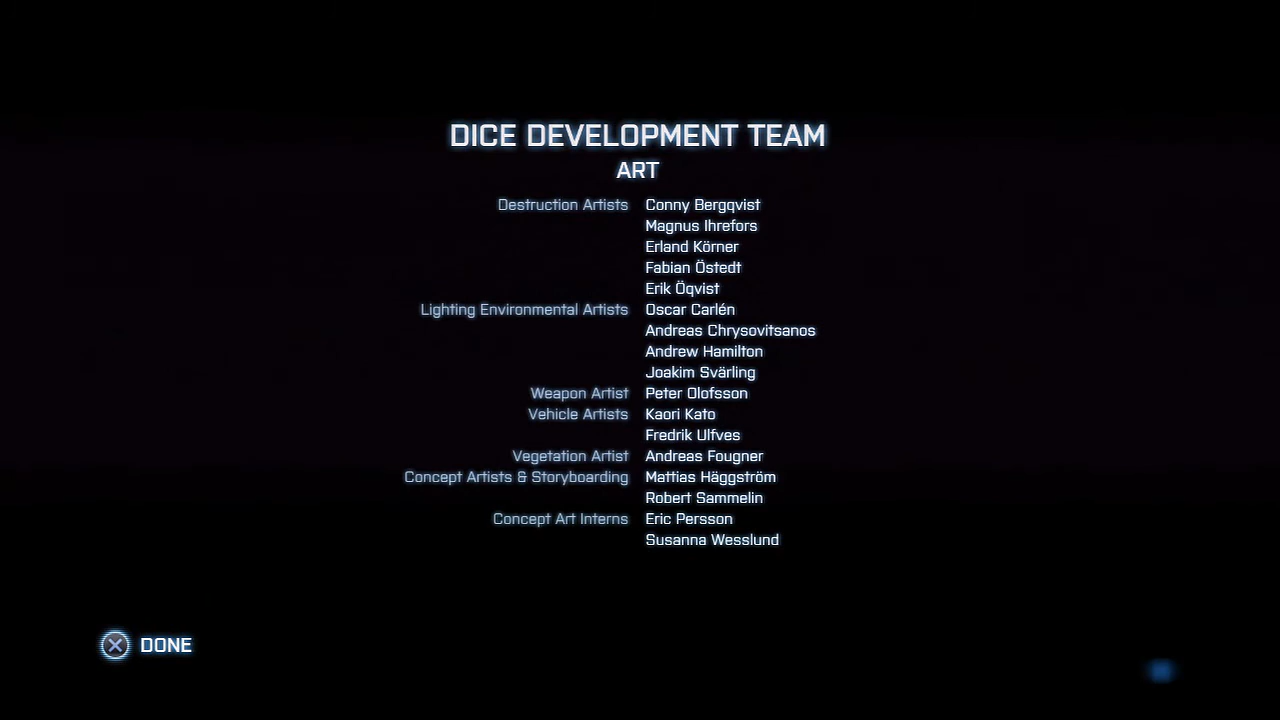 DICE DEVELOPMENT TEAM
ART
Destruction Artists Conny Bergqvist
Magnus Ihrefors
Erland Körner
Fabian Östedt
Erik Öqvist
Lighting Environmental Artists Oscar Carlén
Andreas Chrysovitsanos
Andrew Hamilton
Joakim Svärling
Weapon Artist Peter Olofsson
Vehicle Artists Kaori Kato
Fredrik Ulfves
Vegetation Artist Andreas Fougner
Concept Artists & Storyboarding Mattias Häggström
Robert Sammelin
Concept Art Interns Eric Persson
Susanna Wesslund
DONE